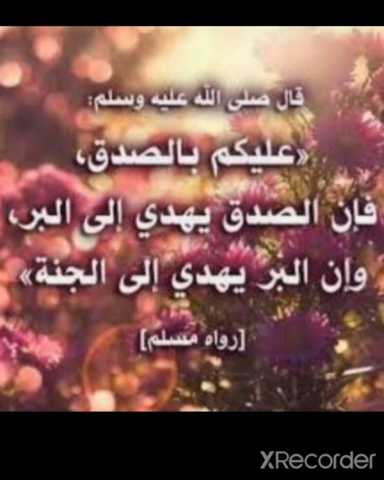 قال صلى الله عليه وسلم:
«عليكم بالصدق،
فإن الصدق يهدي إلى البر،
وإن البر يهدي إلى الجنة»
[رواه مسلم]
XRecorder